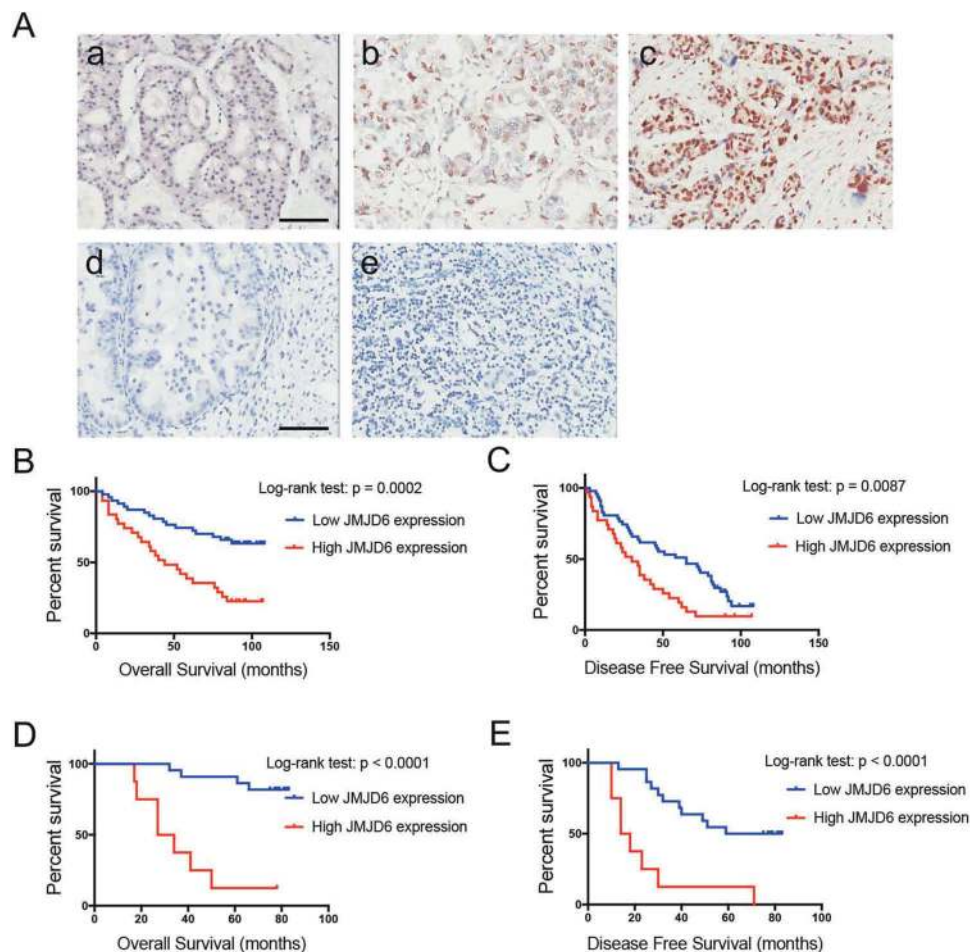 A
a
b
c
d
e
B
Log-rank test: p = 0.0002
Low JMJD6 expression
High JMJD6 expression
Percent survival
100
50
0
0
50
100
150
Overall Survival (months)
C
Log-rank test: p = 0.0087
Low JMJD6 expression
High JMJD6 expression
Percent survival
100
50
0
0
50
100
150
Disease Free Survival (months)
D
Log-rank test: p < 0.0001
Low JMJD6 expression
High JMJD6 expression
Percent survival
100
50
0
0
20
40
60
80
100
Overall Survival (months)
E
Log-rank test: p < 0.0001
Low JMJD6 expression
High JMJD6 expression
Percent survival
100
50
0
0
20
40
60
80
100
Disease Free Survival (months)